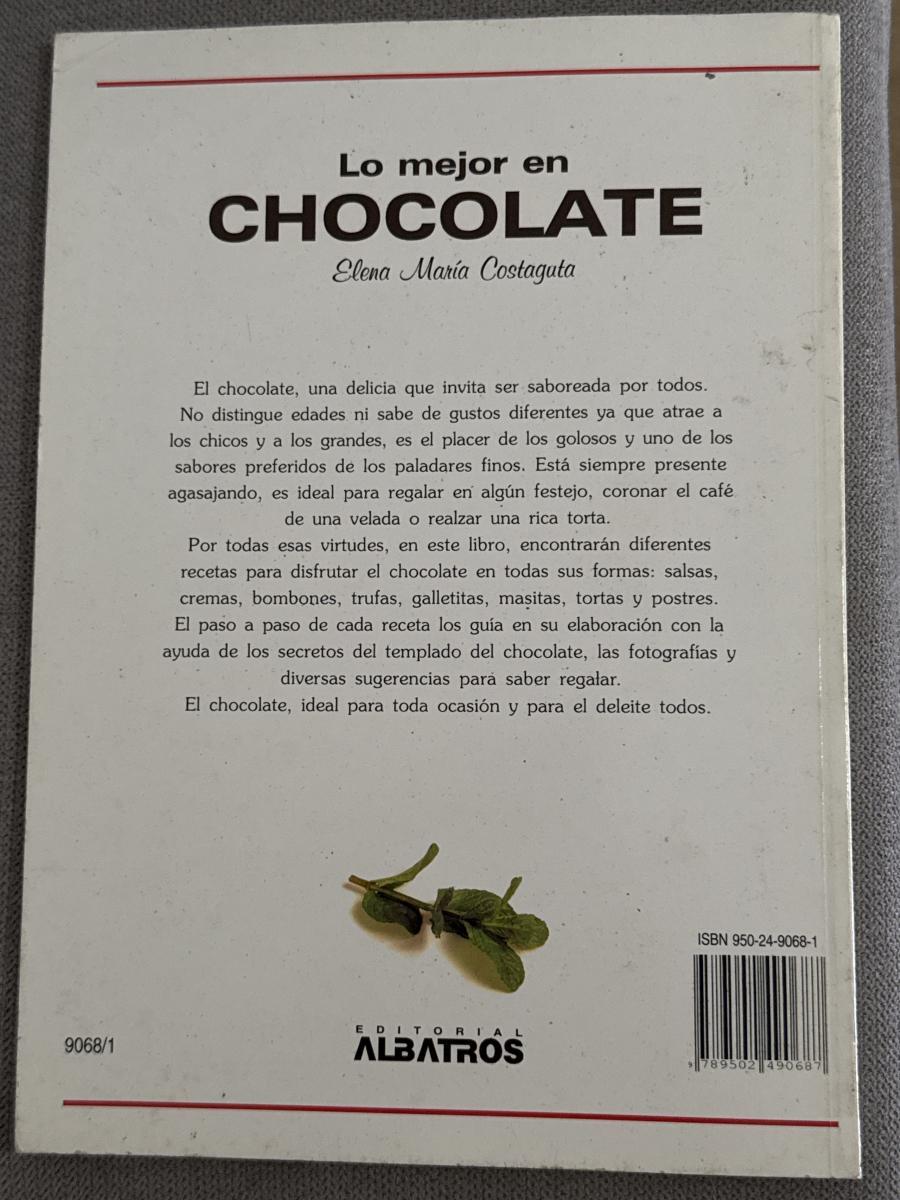 Lo mejor en
CHOCOLATE
Elena María Costaguta
El chocolate, una delicia que invita ser saboreada por todos.
No distingue edades ni sabe de gustos diferentes ya que atrae a
los chicos y a los grandes, es el placer de los golosos y uno de los
sabores preferidos de los paladares finos. Está siempre presente
agasajando, es ideal para regalar en algún festejo, coronar el café
de una velada o realzar una rica torta.
Por todas esas virtudes, en este libro, encontrarán diferentes
recetas para disfrutar el chocolate en todas sus formas: salsas,
cremas, bombones, trufas, galletitas, masitas, tortas y postres.
El paso a paso de cada receta los guía en su elaboración con la
ayuda de los secretos del templado del chocolate, las fotografías y
diversas sugerencias para saber regalar.
El chocolate, ideal para toda ocasión y para el deleite todos.
ISBN 950-24-9068-1
9 789502 490687
EDITORIAL
ALBATROS
9068/1